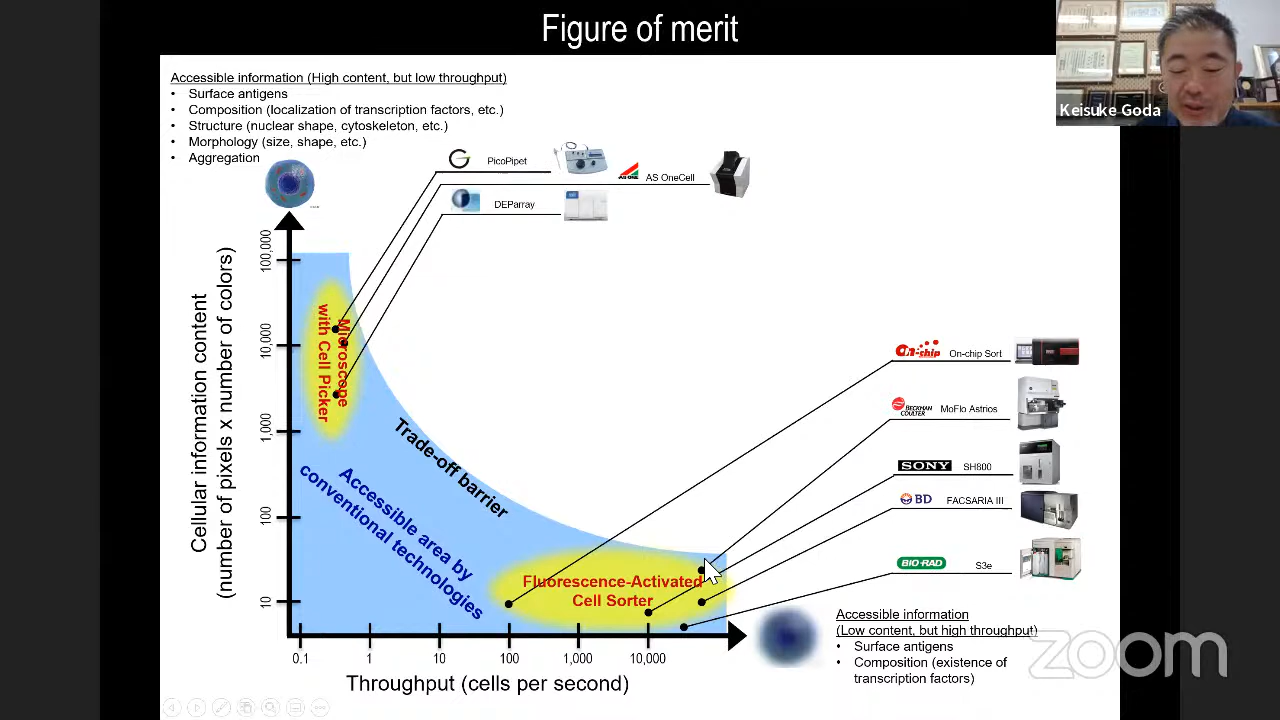 Figure of merit
Keisuke Goda
Accessible information (High content, but low throughput)
• Surface antigens
• Composition (localization of transport factors, etc.)
• Structure (nuclear shape, cytoskeleton, etc.)
• Morphology (size, shape, etc.)
• Aggregation
PicoPipet
AS ONE
AS OneCell
DEParray
Cellular information content
(number of pixels x number of colors)
100,000
10,000
1,000
100
10
Microscope
with Cell Picker
Trade-off barrier
Accessible area by
conventional technologies
Fluorescence-Activated
Cell Sorter
On-chip
On-chip Sort
BECKMAN
COULTER
MoFlo Astrios
SONY
SH800
BD
FACSARIA III
BIO-RAD
S3e
0.1
1
10
100
1,000
10,000
Throughput (cells per second)
Accessible information
(Low content, but high throughput)
• Surface antigens
• Composition (existence of
transcription factors)
zoom